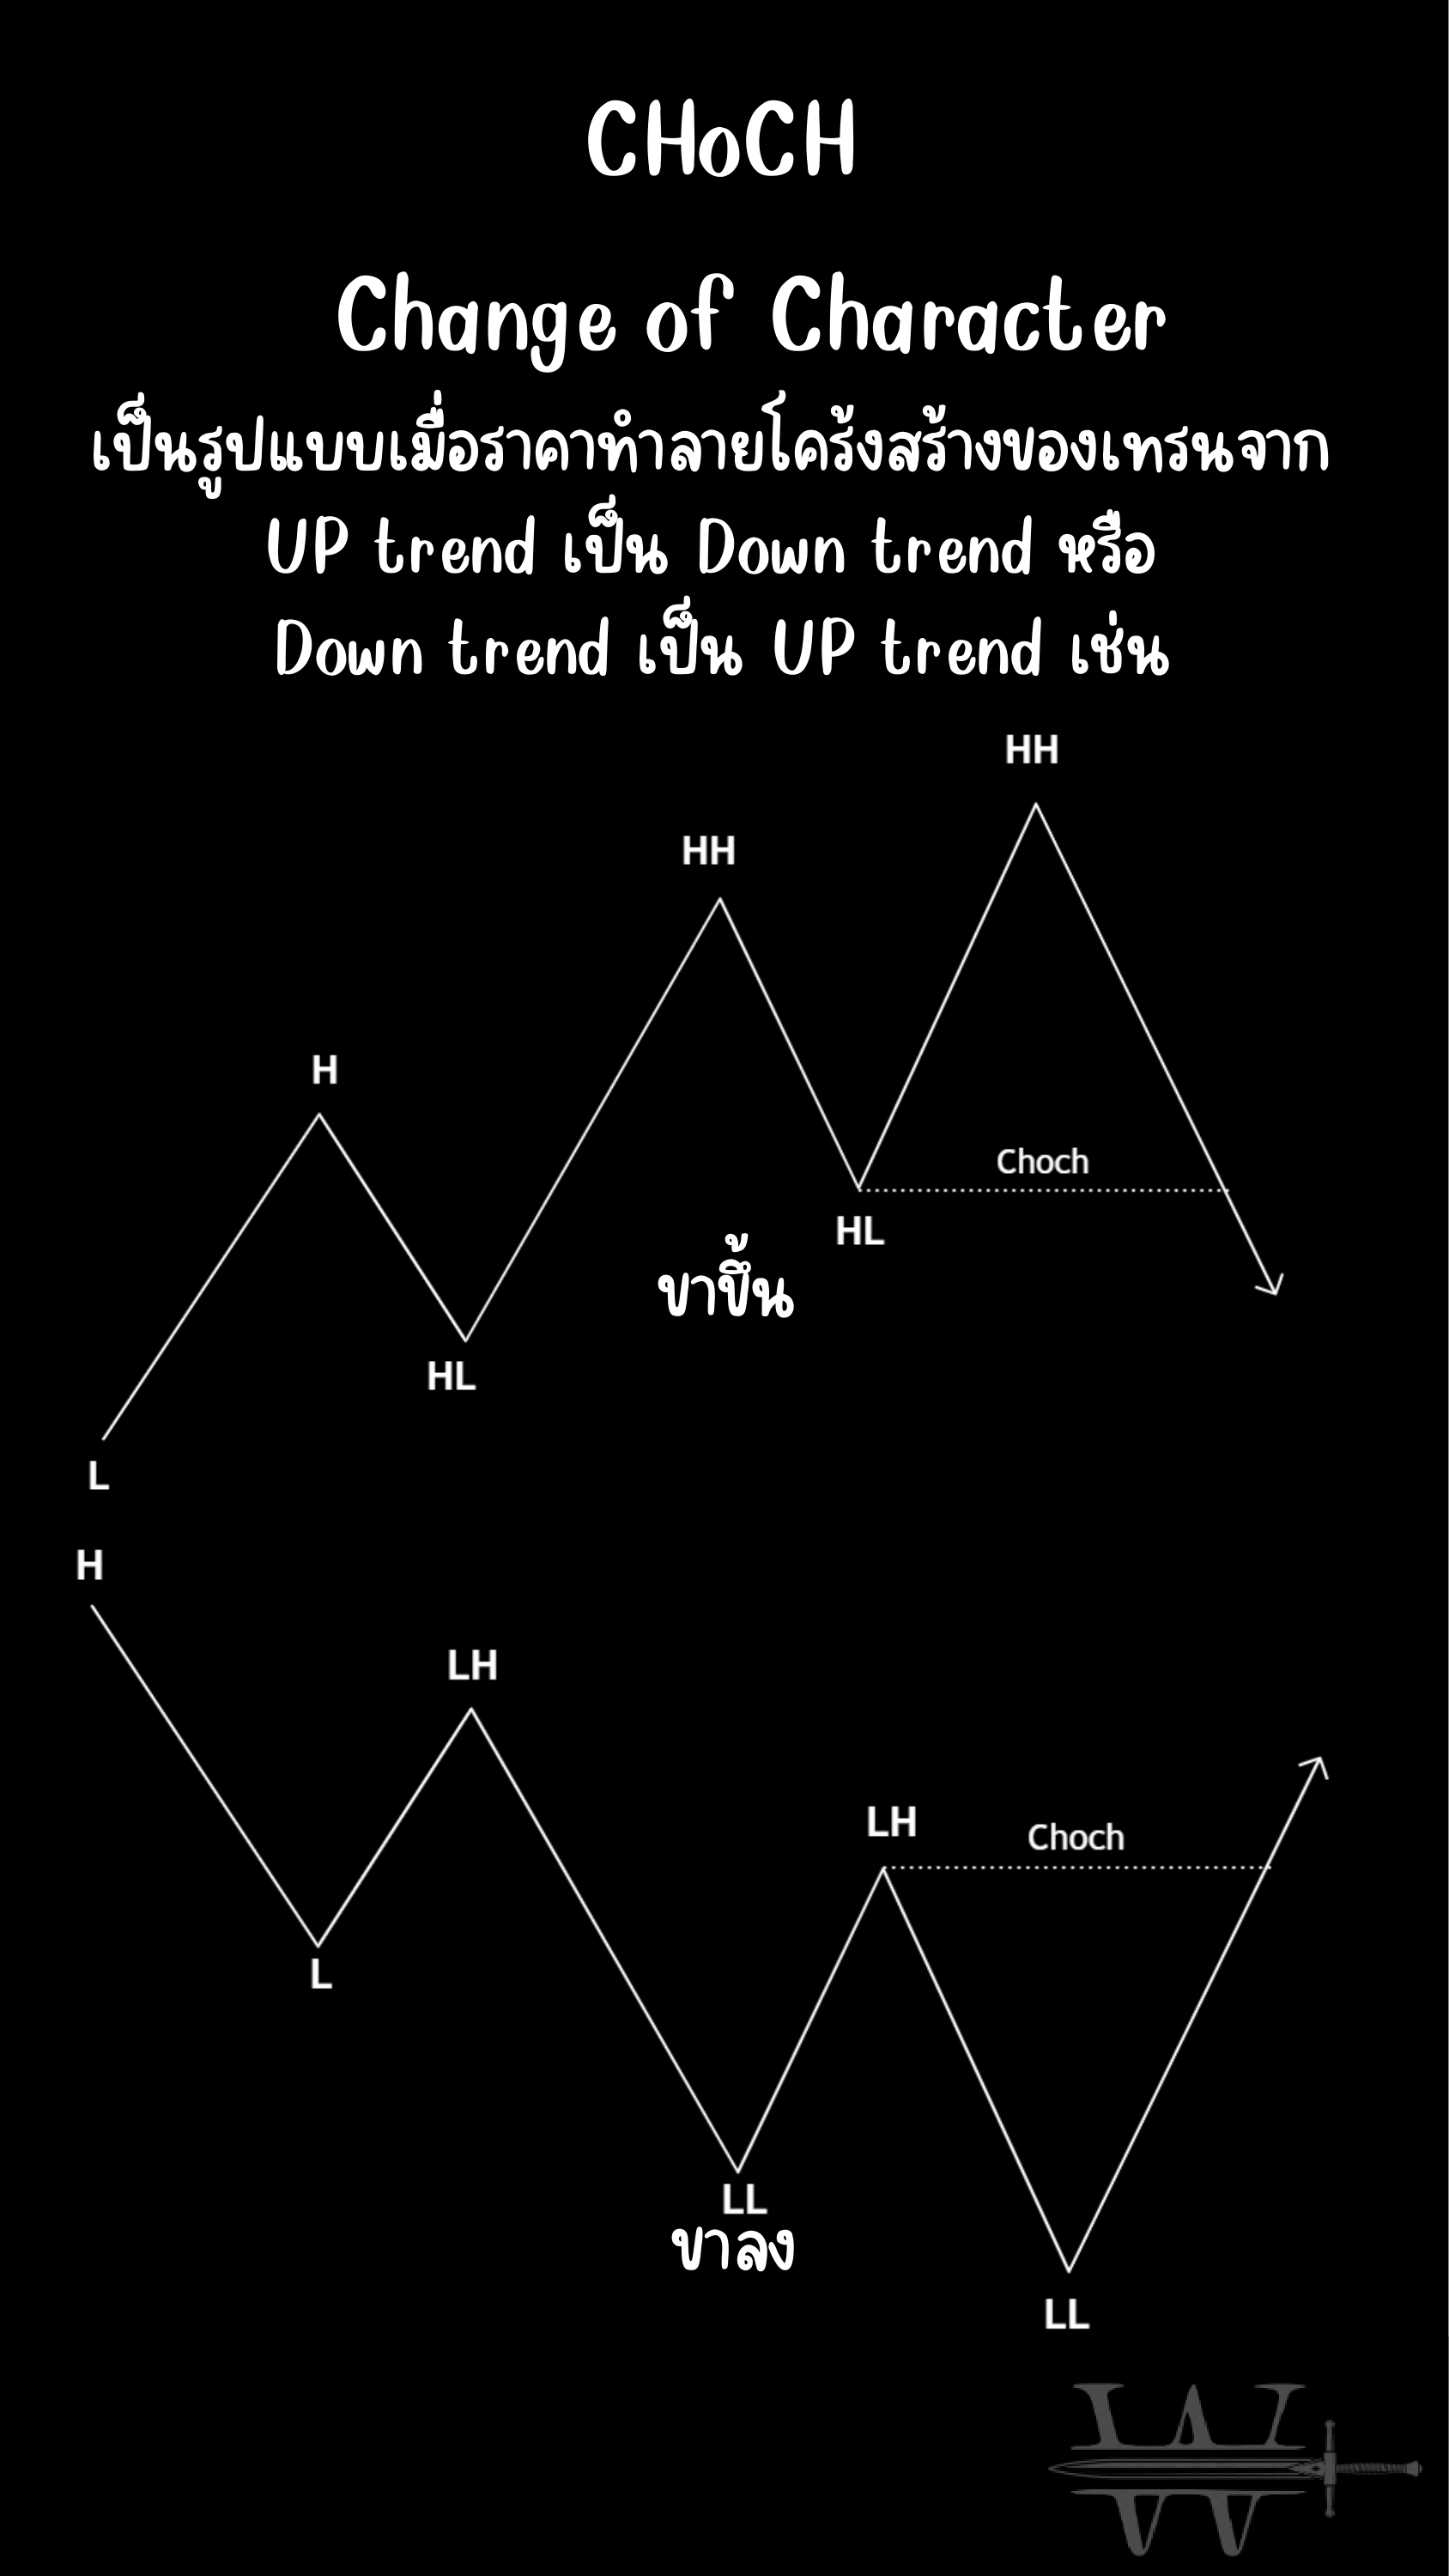 CHoCH
Change of Character
เป็นรูปแบบเมื่อราคาทำลายโคร้งสร้างของเทรนจาก
UP trend เป็น Down trend หรือ
Down trend เป็น UP trend เช่น
HH
HH
H
Choch
HL
ขาขึ้น
HL
L
H
LH
LH
Choch
L
LL
ขาลง
LL
W